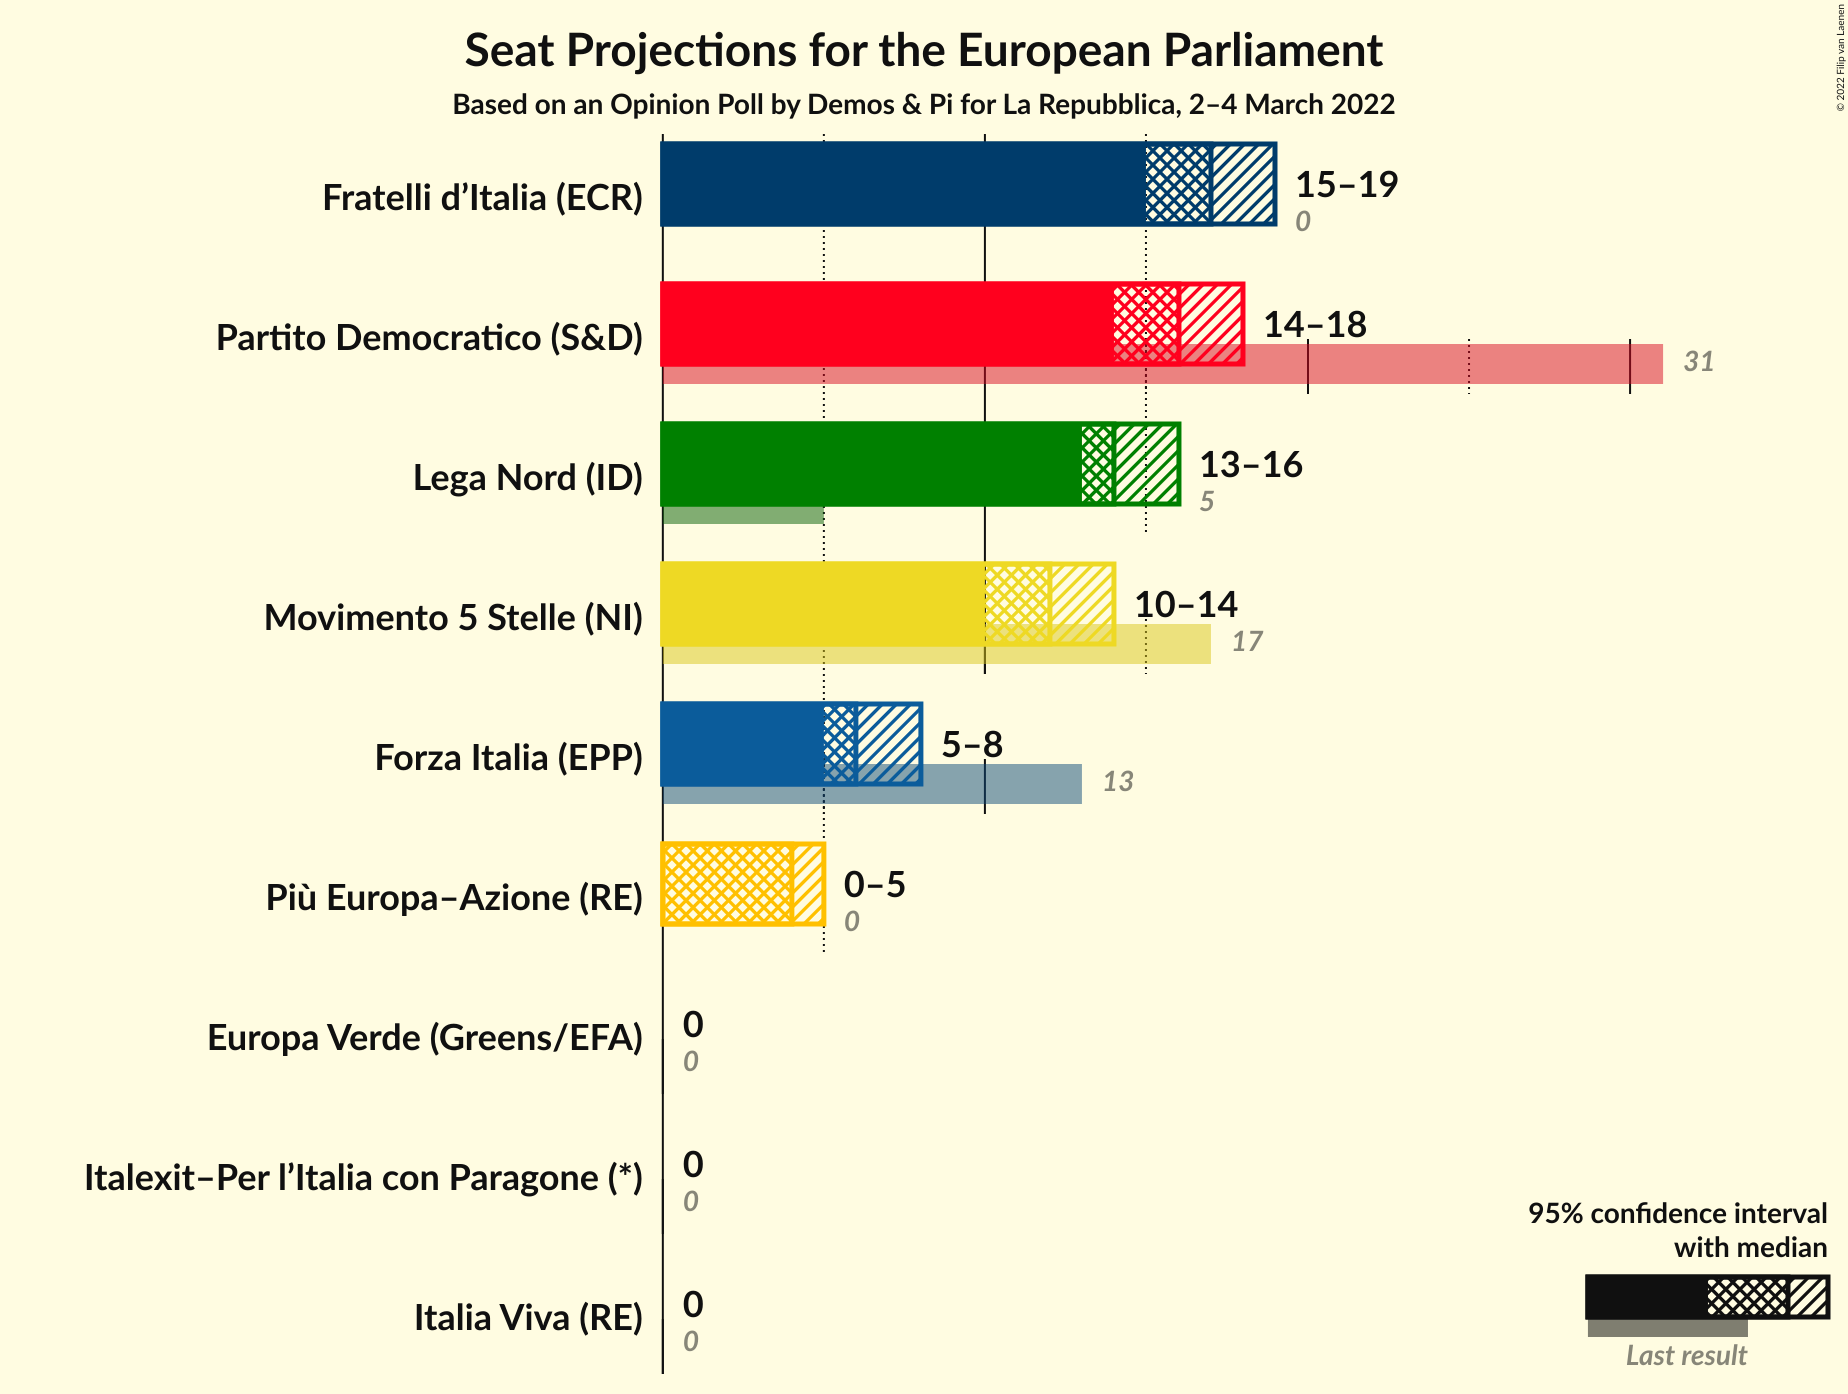 Seat Projections for the European Parliament
Based on an Opinion Poll by Demos & Pi for La Repubblica, 2–4 March 2022
© 2022 Filip van Laenen
Fratelli d’Italia (ECR)
15–19
0
Partito Democratico (S&D)
14–18
31
Lega Nord (ID)
13–16
5
Movimento 5 Stelle (NI)
10–14
17
Forza Italia (EPP)
5–8
13
Più Europa–Azione (RE)
0–5
0
Europa Verde (Greens/EFA)
0
0
Italexit–Per l’Italia con Paragone (*)
0
0
Italia Viva (RE)
0
0
95% confidence interval
with median
Last result